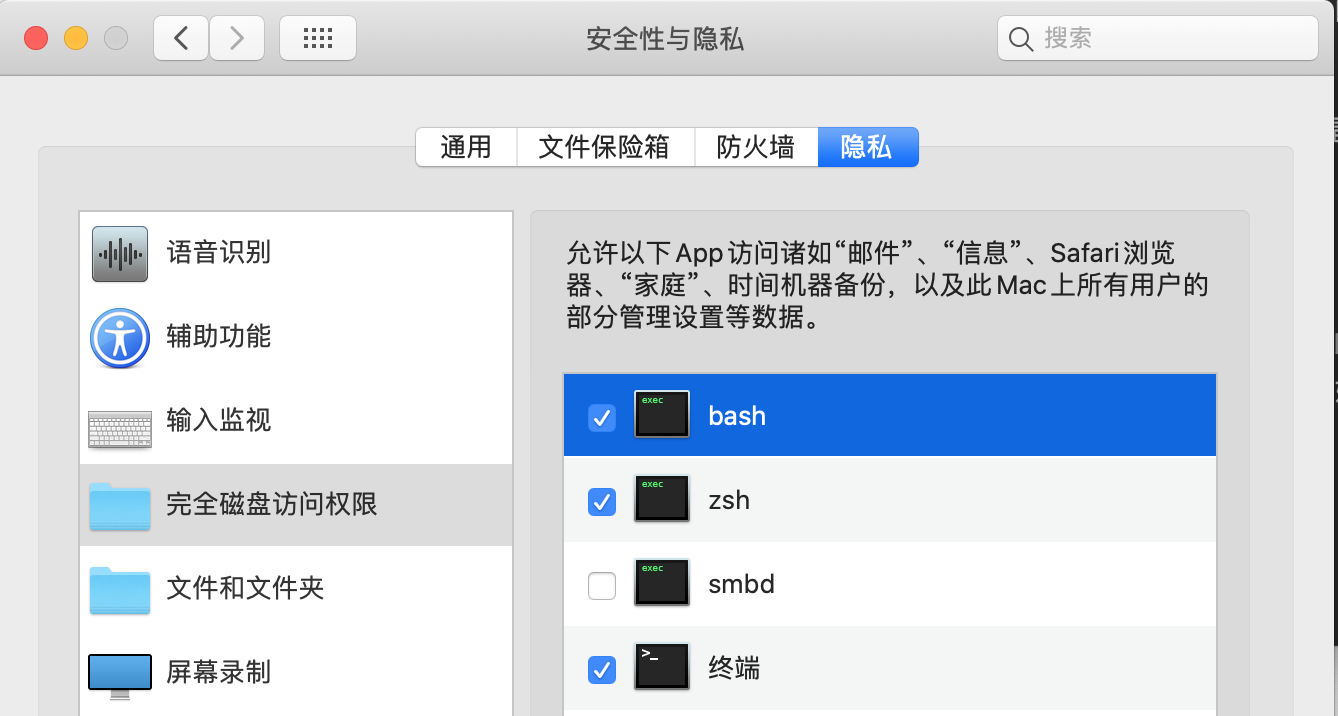 安全性与隐私
搜索
通用
文件保险箱
防火墙
隐私
语音识别
辅助功能
输入监视
完全磁盘访问权限
文件和文件夹
屏幕录制
允许以下App访问诸如“邮件”、“信息”、Safari浏览
器、“家庭”、时间机器备份，以及此Mac上所有用户的
部分管理设置等数据。
exec
bash
exec
zsh
exec
smbd
>_
终端